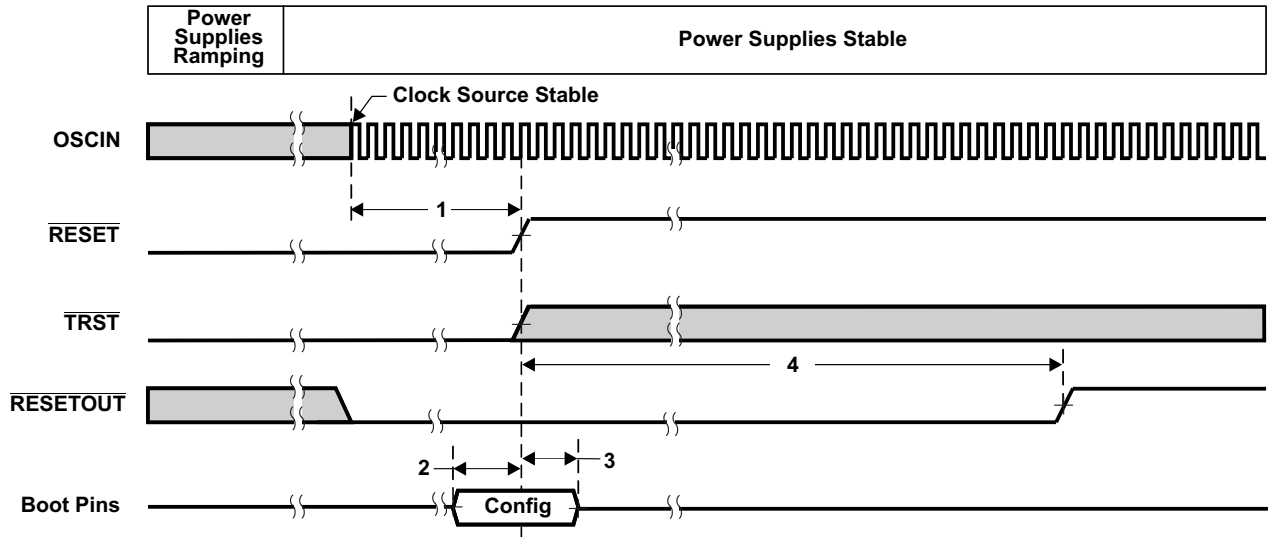 Power
Supplies
Ramping
Power Supplies Stable
Clock Source Stable
OSCIN
1
RESET
TRST
4
RESETOUT
2
3
Boot Pins
Config